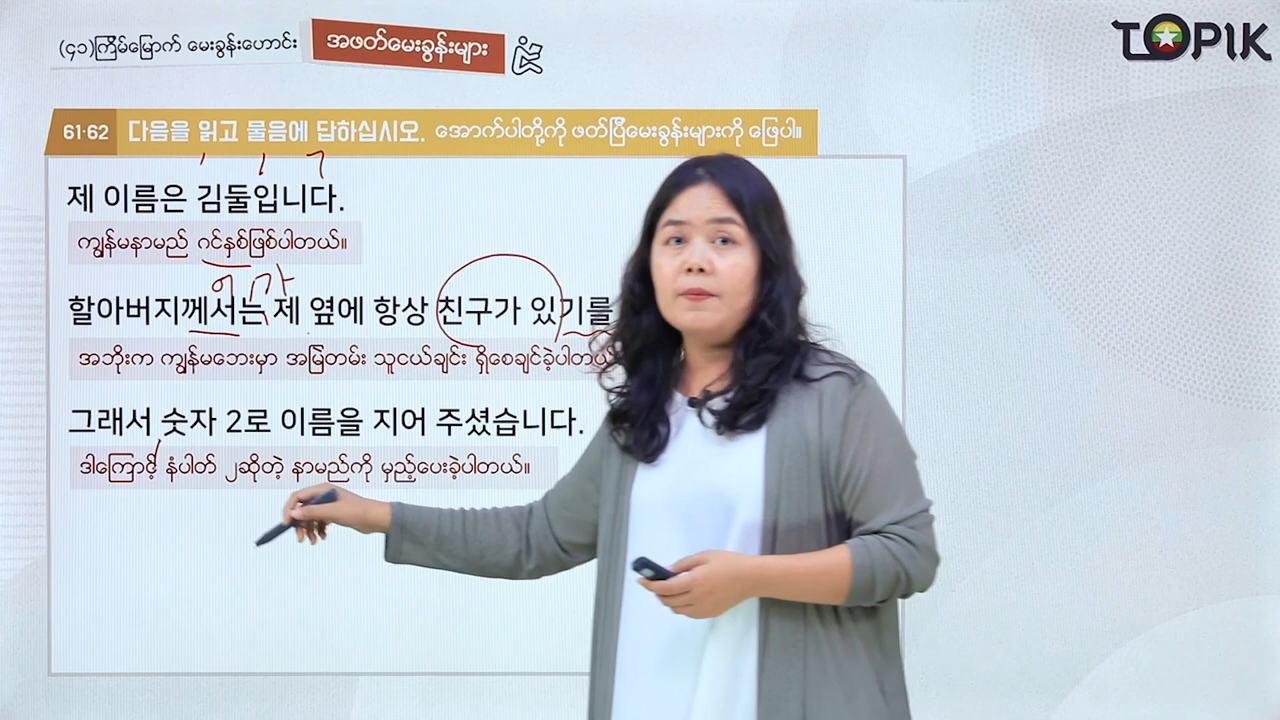 (၄၁)ကြိမ်မြောက် မေးခွန်းဟောင်း အဖတ်မေးခွန်းများ
TOPIK
61·62 다음을 읽고 물음에 답하십시오. အောက်ပါတို့ကို ဖတ်ပြီးမေးခွန်းများကို ဖြေပါ။
제 이름은 김둘입니다.
ကျွန်မနာမည် ဂင်နှစ်ဖြစ်ပါတယ်။
할아버지께서는 제 옆에 항상 친구가 있기를
အဘိုးက ကျွန်မဘေးမှာ အမြဲတမ်း သူငယ်ချင်း ရှိစေချင်ခဲ့ပါတယ်
그래서 숫자 2로 이름을 지어 주셨습니다.
ဒါကြောင့် နံပါတ် ၂ဆိုတဲ့ နာမည်ကို မှည့်ပေးခဲ့ပါတယ်။